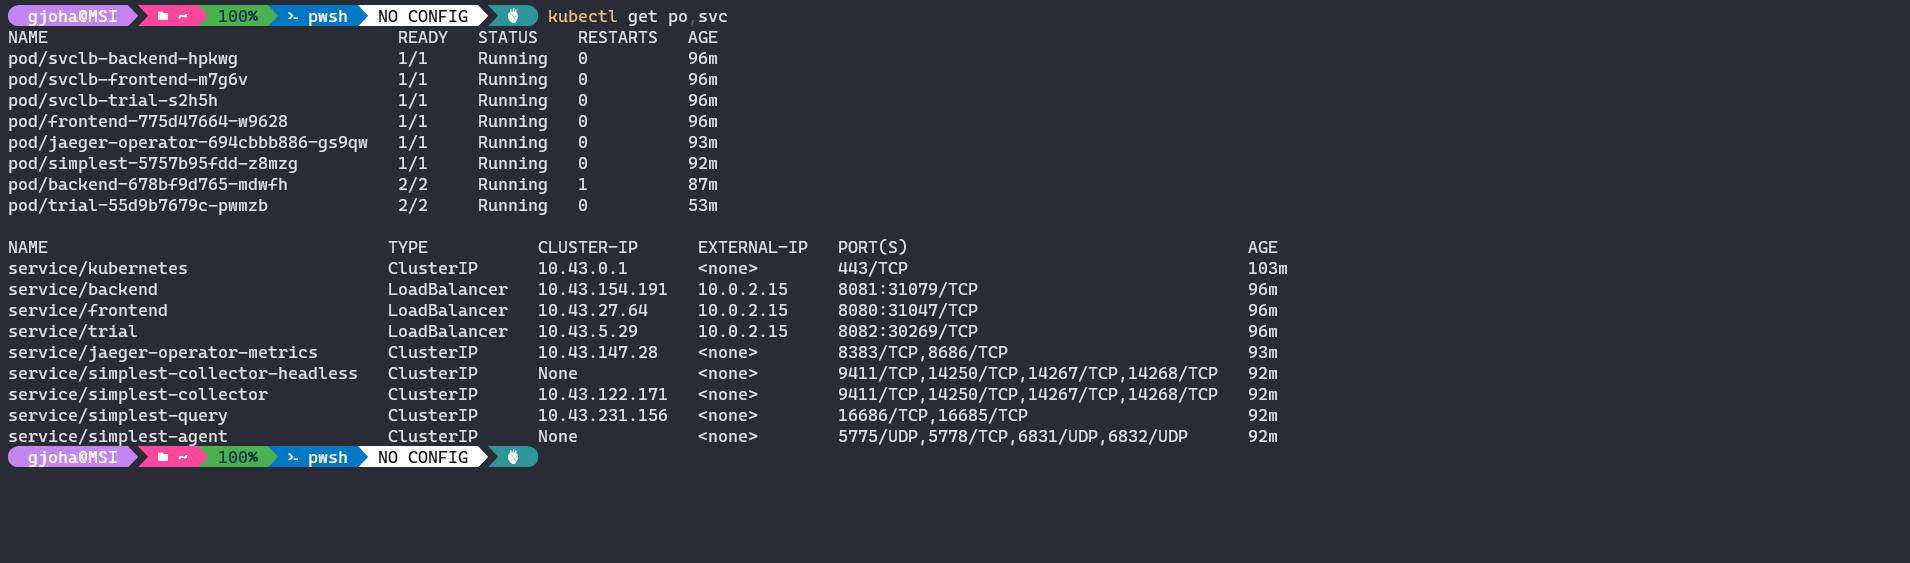 gjoha@MSI ~ 100% pwsh NO CONFIG kubectl get po,svc
NAME READY STATUS RESTARTS AGE
pod/svclb-backend-hpkwg 1/1 Running 0 96m
pod/svclb-frontend-m7g6v 1/1 Running 0 96m
pod/svclb-trial-s2h5h 1/1 Running 0 96m
pod/frontend-775d47664-w9628 1/1 Running 0 96m
pod/jaeger-operator-694cbbb886-gs9qw 1/1 Running 0 93m
pod/simplest-5757b95fdd-z8mzg 1/1 Running 0 92m
pod/backend-678bf9d765-mdwfh 2/2 Running 1 87m
pod/trial-55d9b7679c-pwmzb 2/2 Running 0 53m
NAME TYPE CLUSTER-IP EXTERNAL-IP PORT(S) AGE
service/kubernetes ClusterIP 10.43.0.1 <none> 443/TCP 103m
service/backend LoadBalancer 10.43.154.191 10.0.2.15 8081:31079/TCP 96m
service/frontend LoadBalancer 10.43.27.64 10.0.2.15 8080:31047/TCP 96m
service/trial LoadBalancer 10.43.5.29 10.0.2.15 8082:30269/TCP 96m
service/jaeger-operator-metrics ClusterIP 10.43.147.28 <none> 8383/TCP,8686/TCP 93m
service/simplest-collector-headless ClusterIP None <none> 9411/TCP,14250/TCP,14267/TCP,14268/TCP 92m
service/simplest-collector ClusterIP 10.43.122.171 <none> 9411/TCP,14250/TCP,14267/TCP,14268/TCP 92m
service/simplest-query ClusterIP 10.43.231.156 <none> 16686/TCP,16685/TCP 92m
service/simplest-agent ClusterIP None <none> 5775/UDP,5778/TCP,6831/UDP,6832/UDP 92m
gjoha@MSI ~ 100% pwsh NO CONFIG